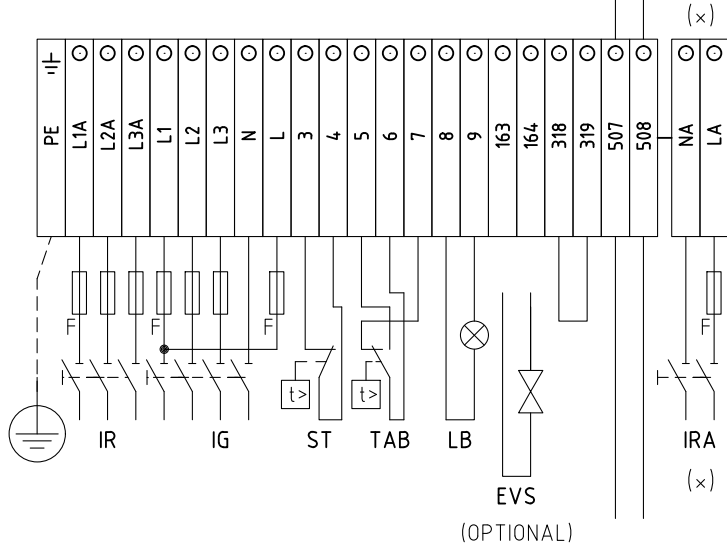 (x)
PE L1A L2A L3A L1 L2 L3 N L 3 4 5 6 7 8 9 163 164 318 319 507 508 NA LA
F F F F
t> t>
IR IG ST TAB LB IRA
(x)
EVS
(OPTIONAL)